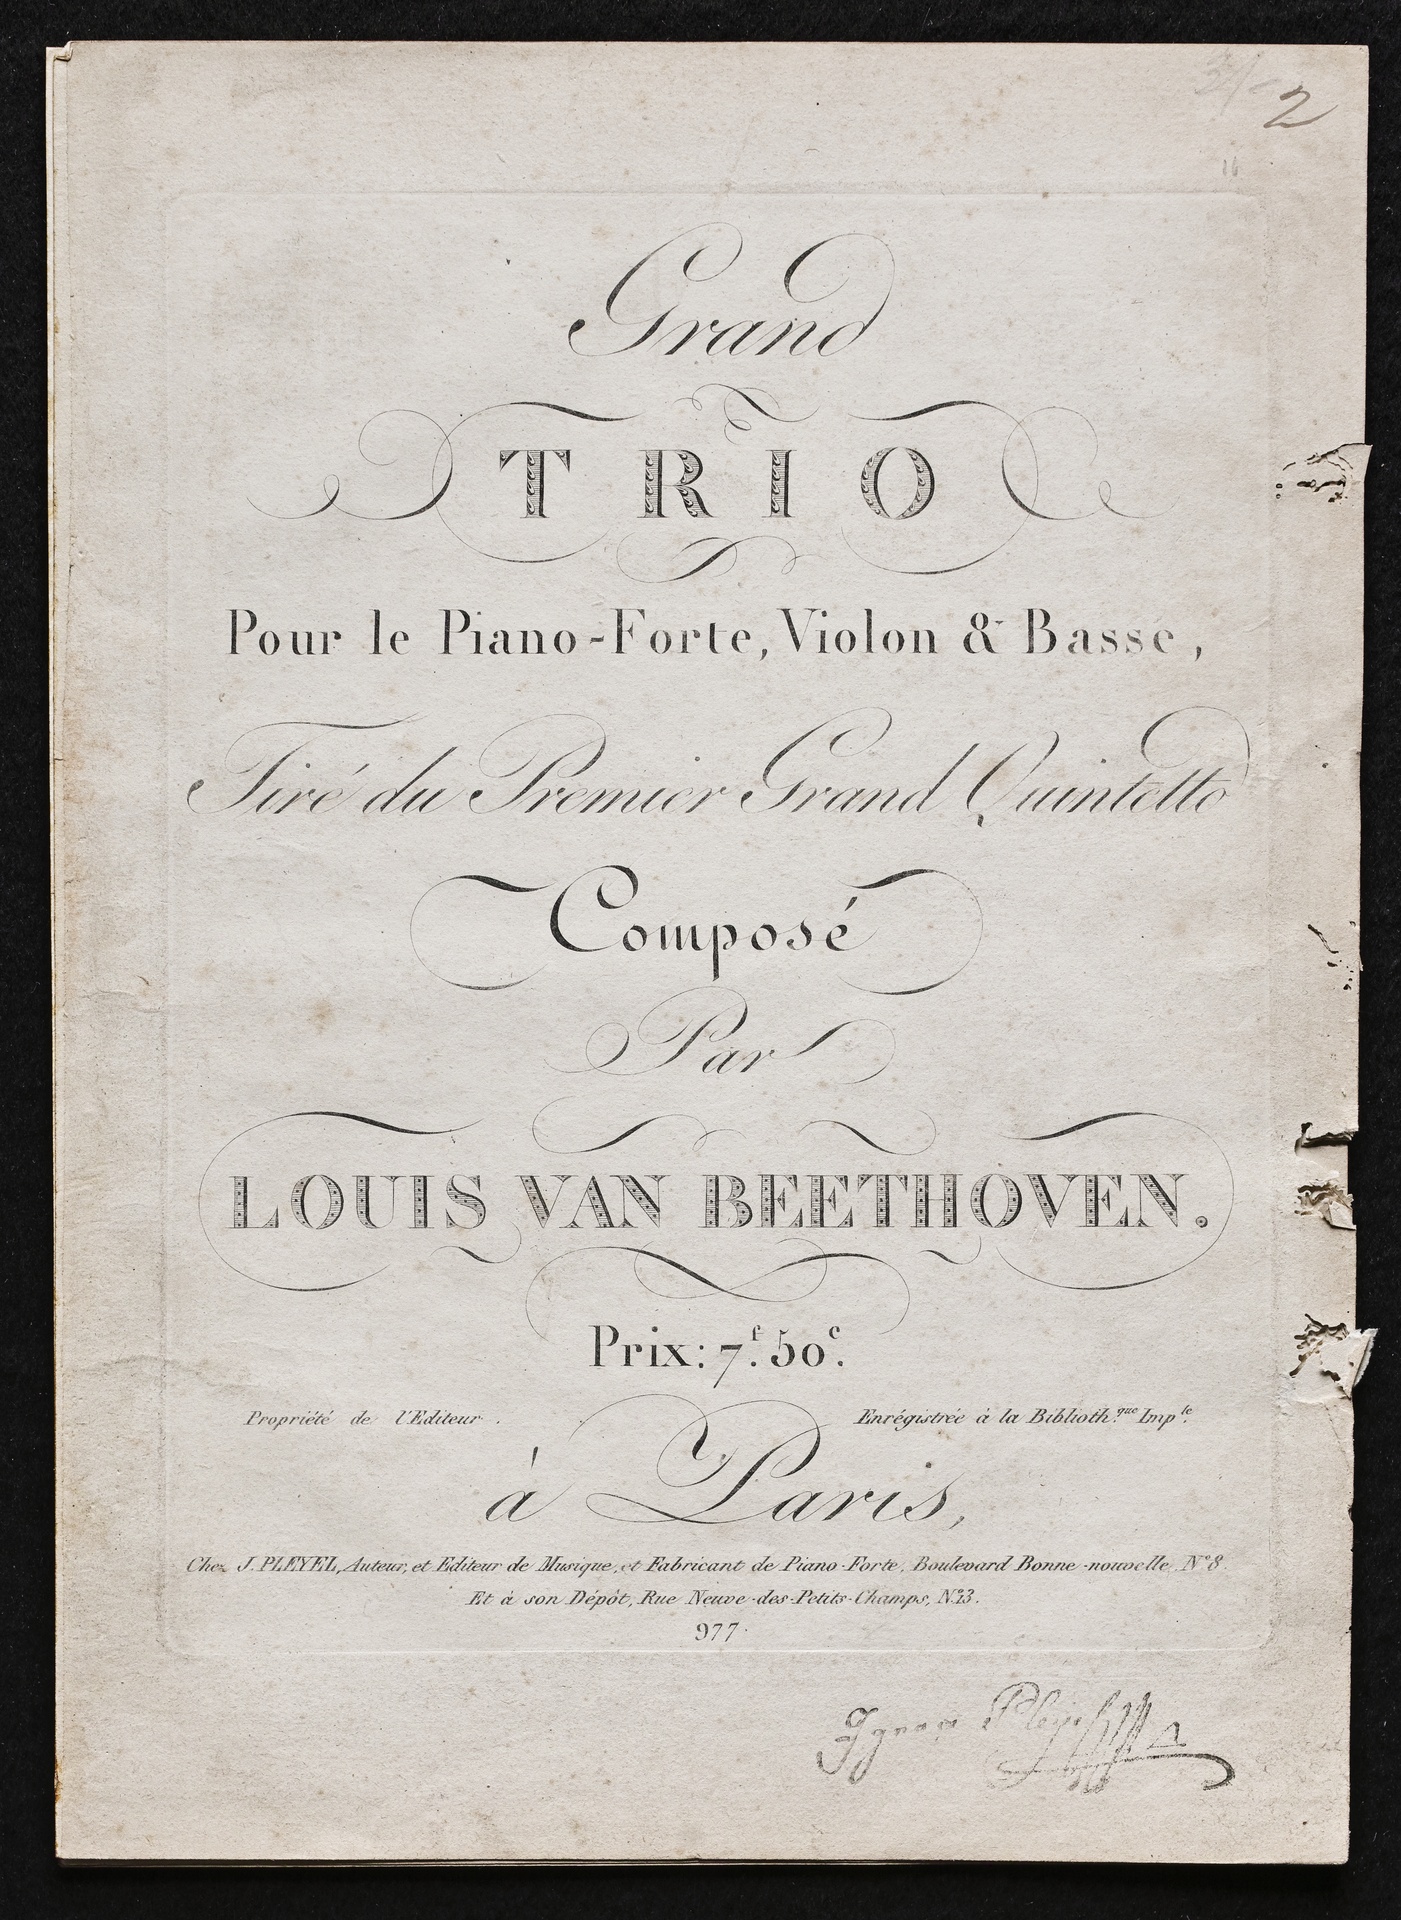 2
16
Grand
TRIO
Pour le Piano-Forte, Violon & Basse,
Tiré du Premier Grand Quintetto
Composé
Par
LOUIS VAN BEETHOVEN.
Prix: 7.f 50.c
Propriété de l'Editeur.
Enrégistrée à la Biblioth.que Imp.le
à Paris,
Chez J. PLEYEL, Auteur, et Editeur de Musique, et Fabricant de Piano-Forte, Boulevard Bonne-nouvelle, N.o 8.
Et à son Dépôt, Rue Neuve-des-Petits-Champs, N.o 13.
977.
Ignace Pleyel